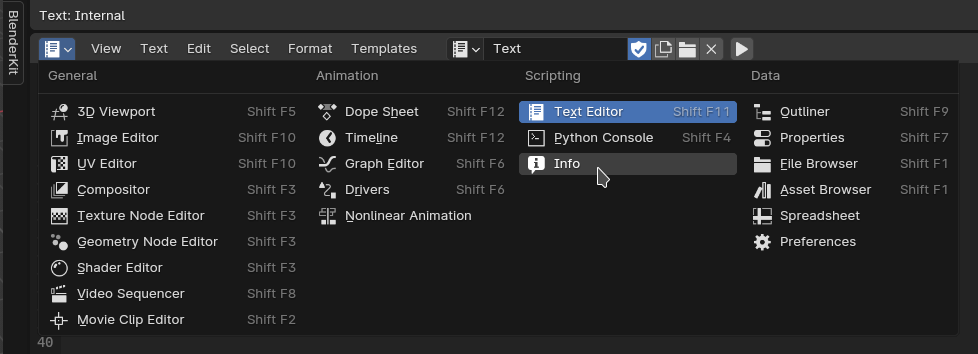 BlenderKit
Text: Internal
View Text Edit Select Format Templates Text
General Animation Scripting Data
3D Viewport Shift F5 Dope Sheet Shift F12 Text Editor Shift F11 Outliner Shift F9
Image Editor Shift F10 Timeline Shift F12 Python Console Shift F4 Properties Shift F7
UV Editor Shift F10 Graph Editor Shift F6 Info File Browser Shift F1
Compositor Shift F3 Drivers Shift F6 Asset Browser Shift F1
Texture Node Editor Shift F3 Nonlinear Animation Spreadsheet
Geometry Node Editor Shift F3 Preferences
Shader Editor Shift F3
Video Sequencer Shift F8
Movie Clip Editor Shift F2
40